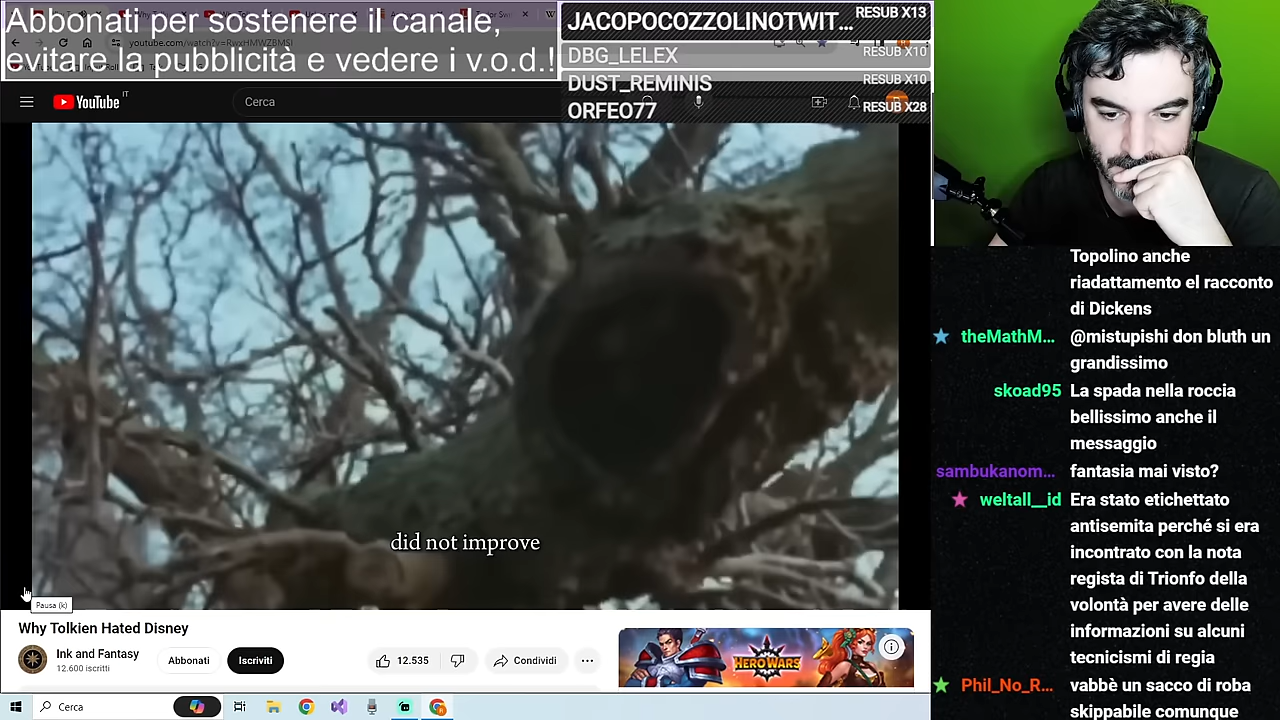 Abbonati per sostenere il canale,
evitare la pubblicità e vedere i v.o.d.!
JACOPOCOZZOLINOTWIT... RESUB X13
DBG_LELEX RESUB X10
DUST_REMINIS RESUB X10
ORFEO77 RESUB X28
YouTube IT
Cerca
did not improve
Pausa (k)
Why Tolkien Hated Disney
Ink and Fantasy
12.600 iscritti
Abbonati
Iscriviti
12.535
Condividi
HERO WARS
Cerca
Topolino anche
riadattamento el racconto
di Dickens
theMathM... @mistupishi don bluth un
grandissimo
skoad95 La spada nella roccia
bellissimo anche il
messaggio
sambukanom... fantasia mai visto?
weltall__id Era stato etichettato
antisemita perché si era
incontrato con la nota
regista di Trionfo della
volontà per avere delle
informazioni su alcuni
tecnicismi di regia
Phil_No_R... vabbè un sacco di roba
skippabile comunque